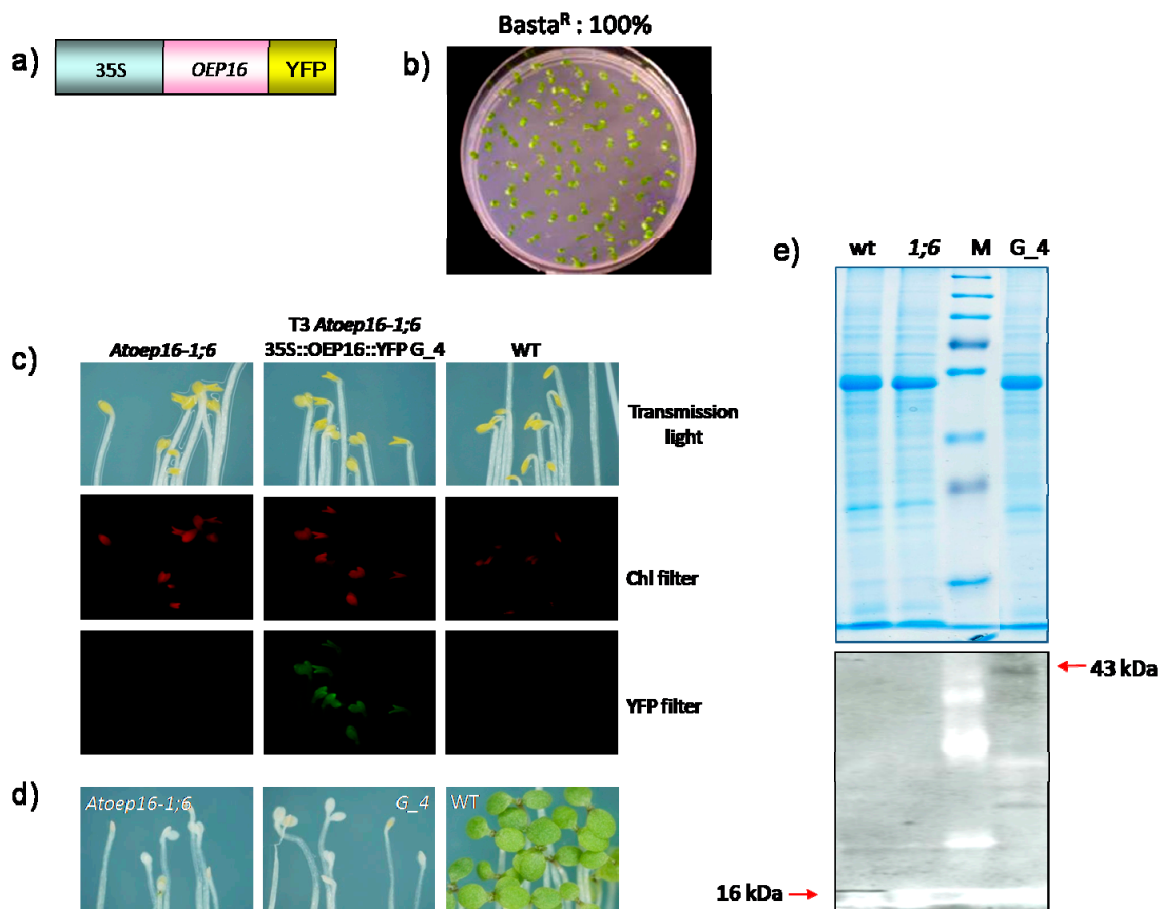 a)
35S OEP16 YFP
Basta^R : 100%
b)
e)
wt 1;6 M G_4
c)
Atoep16-1;6
T3 Atoep16-1;6
35S::OEP16::YFP G_4
WT
Transmission
light
Chl filter
YFP filter
43 kDa
16 kDa
d)
Atoep16-1;6
G_4
WT